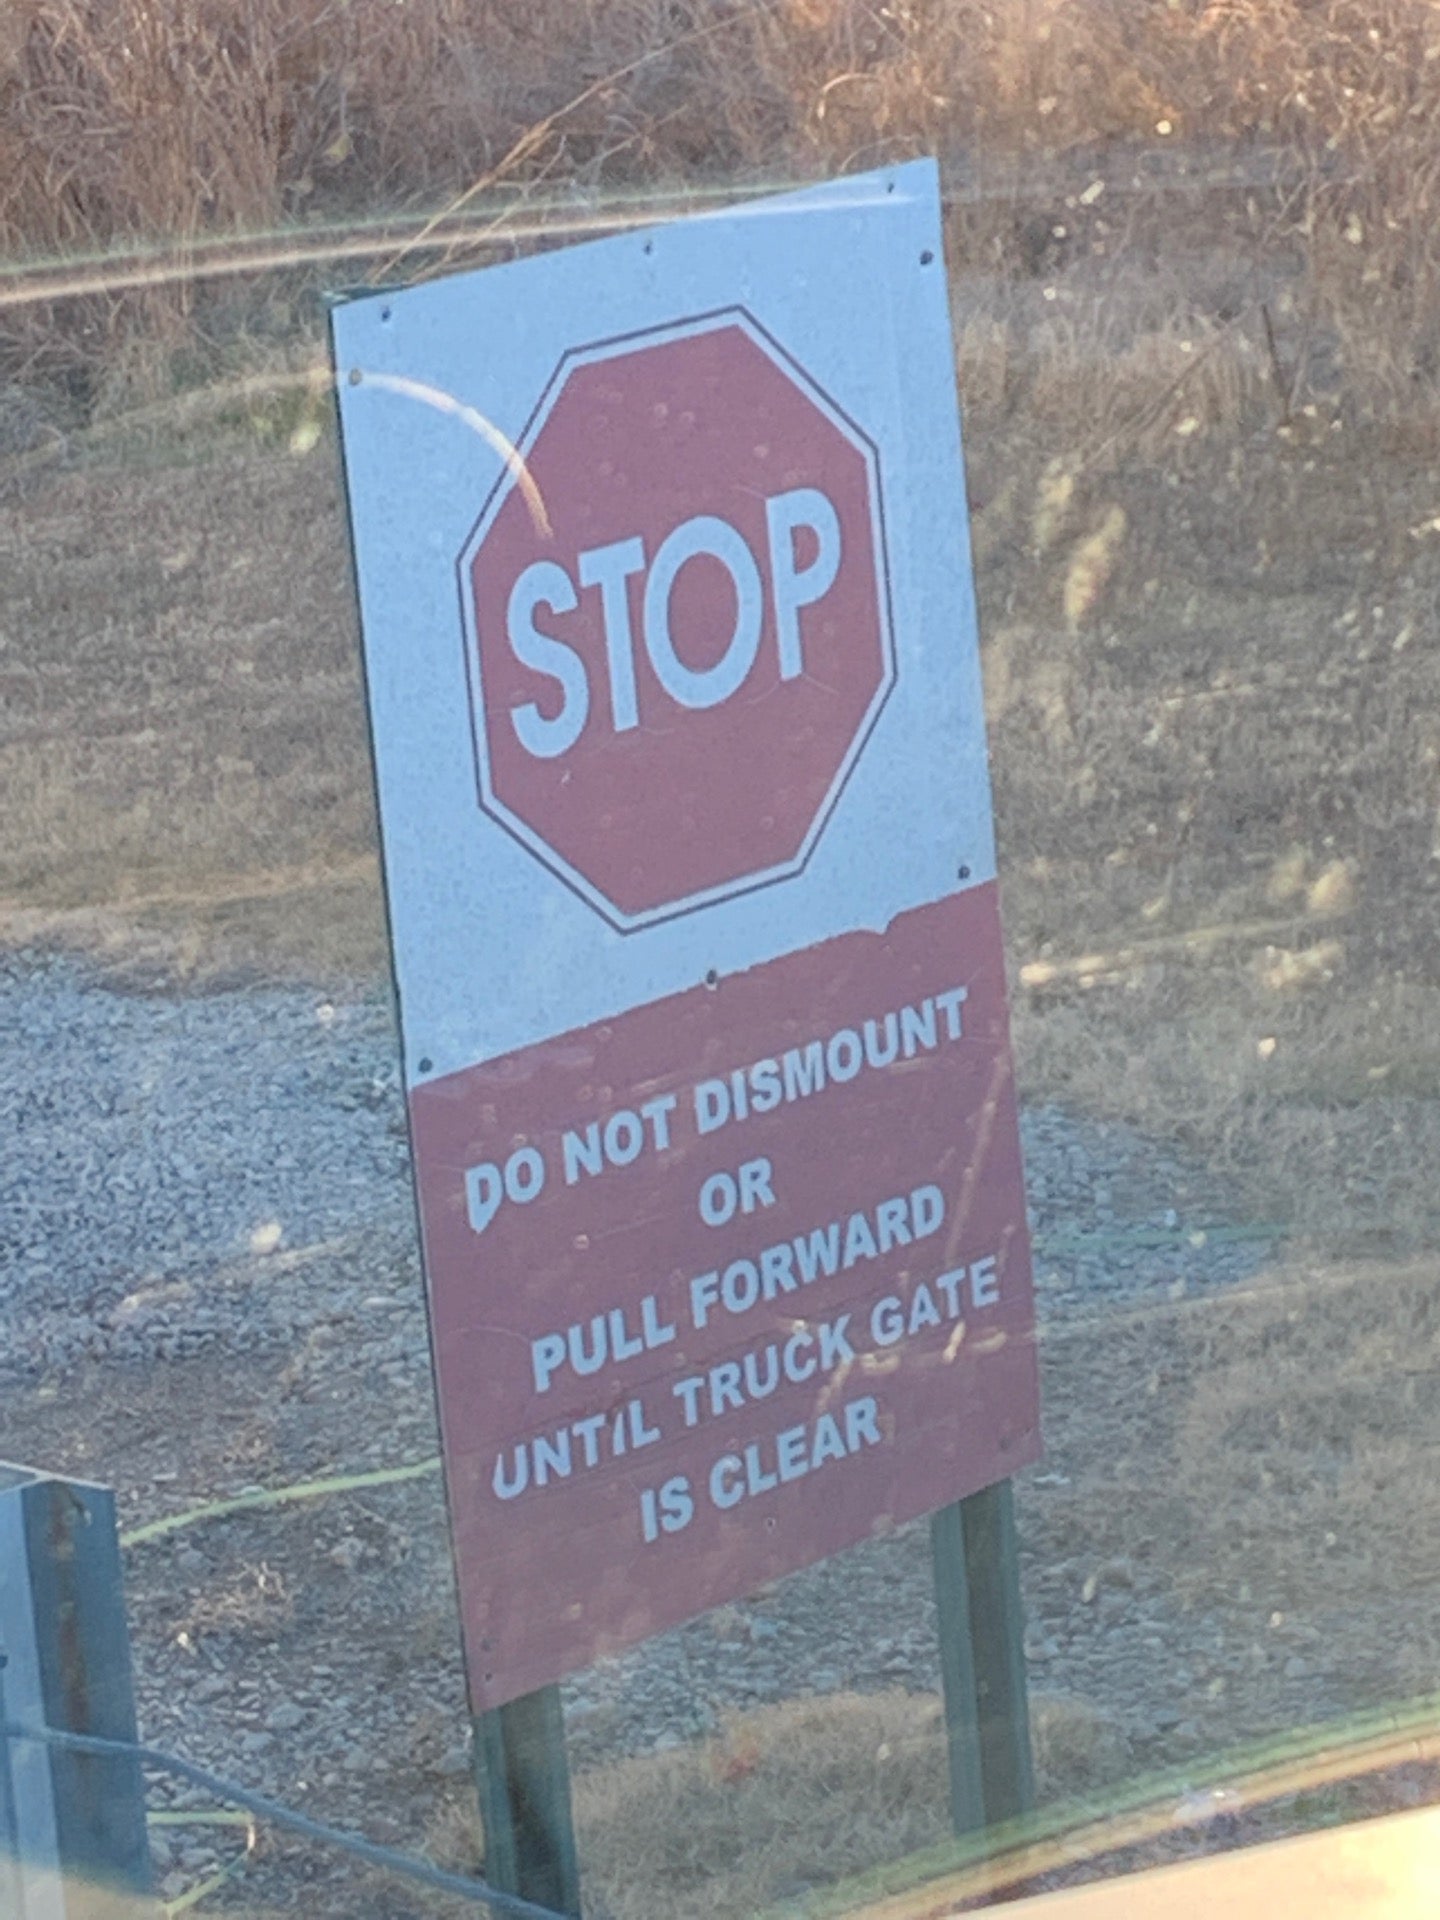 STOP
DO NOT DISMOUNT
OR
PULL FORWARD
UNTIL TRUCK GATE
IS CLEAR